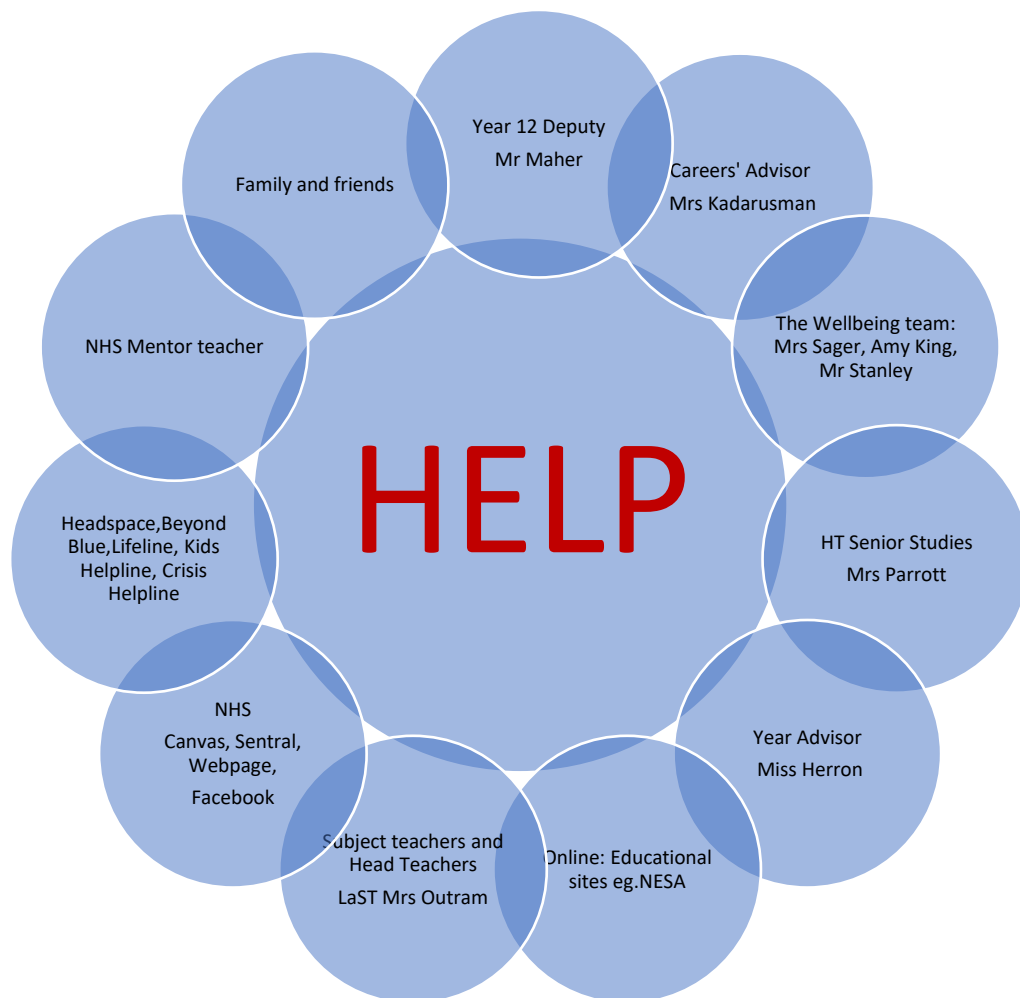 Year 12 Deputy
Mr Maher
Careers' Advisor
Mrs Kadarusman
The Wellbeing team:
Mrs Sager, Amy King,
Mr Stanley
HT Senior Studies
Mrs Parrott
Year Advisor
Miss Herron
Online: Educational
sites eg.NESA
Subject teachers and
Head Teachers
LaST Mrs Outram
NHS
Canvas, Sentral,
Webpage,
Facebook
Headspace,Beyond
Blue,Lifeline, Kids
Helpline, Crisis
Helpline
NHS Mentor teacher
Family and friends
HELP